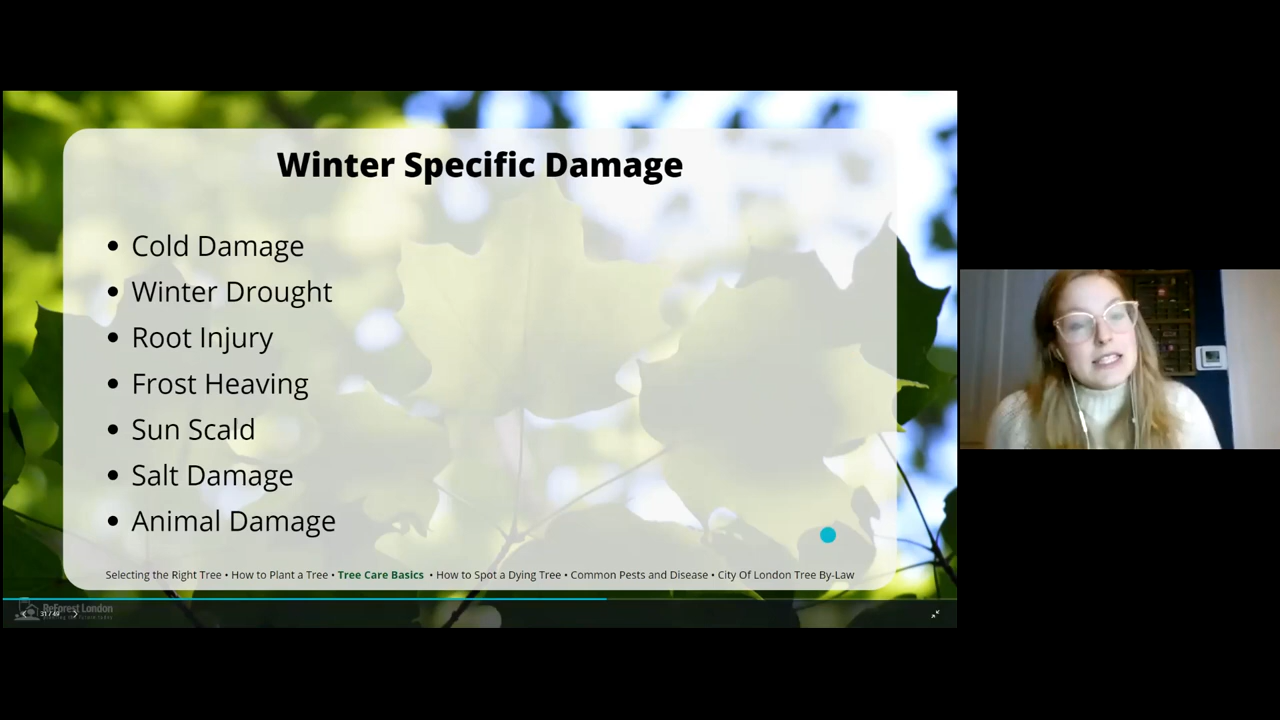 Winter Specific Damage
• Cold Damage
• Winter Drought
• Root Injury
• Frost Heaving
• Sun Scald
• Salt Damage
• Animal Damage
Selecting the Right Tree • How to Plant a Tree • Tree Care Basics • How to Spot a Dying Tree • Common Pests and Disease • City Of London Tree By-Law
ReForest London